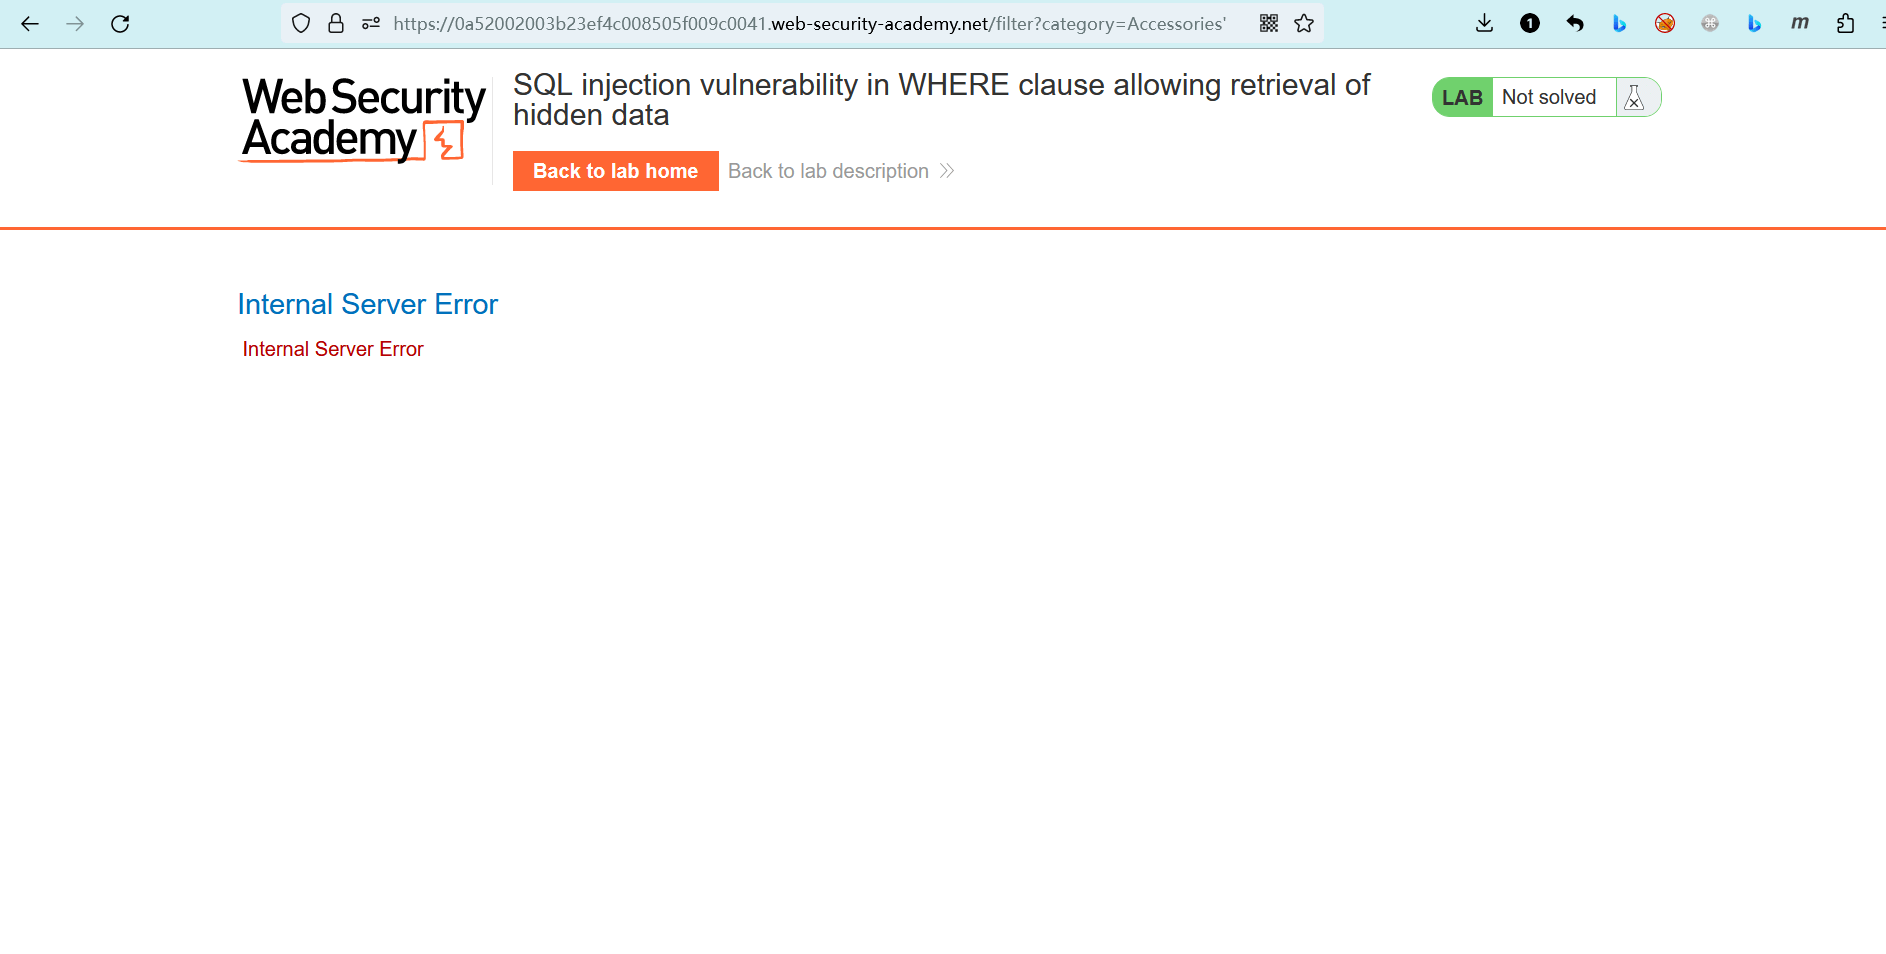 https://0a52002003b23ef4c008505f009c0041.web-security-academy.net/filter?category=Accessories'
1
m
Web Security
Academy
SQL injection vulnerability in WHERE clause allowing retrieval of
hidden data
LAB Not solved
Back to lab home Back to lab description
Internal Server Error
Internal Server Error